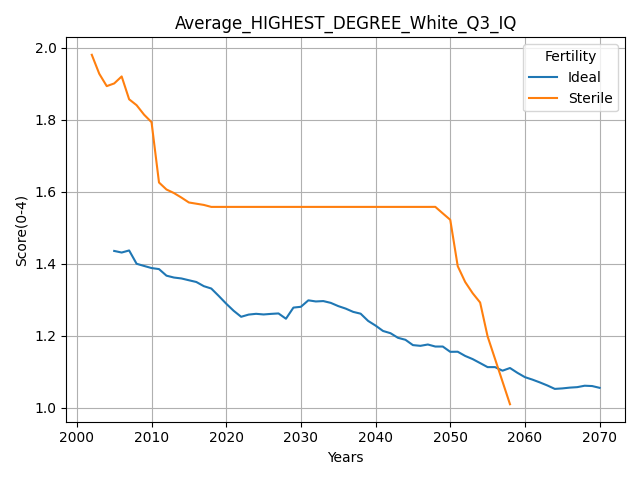 Average_HIGHEST_DEGREE_White_Q3_IQ
Fertility
Ideal
Sterile
Score(0-4)
2.0
1.8
1.6
1.4
1.2
1.0
2000 2010 2020 2030 2040 2050 2060 2070
Years